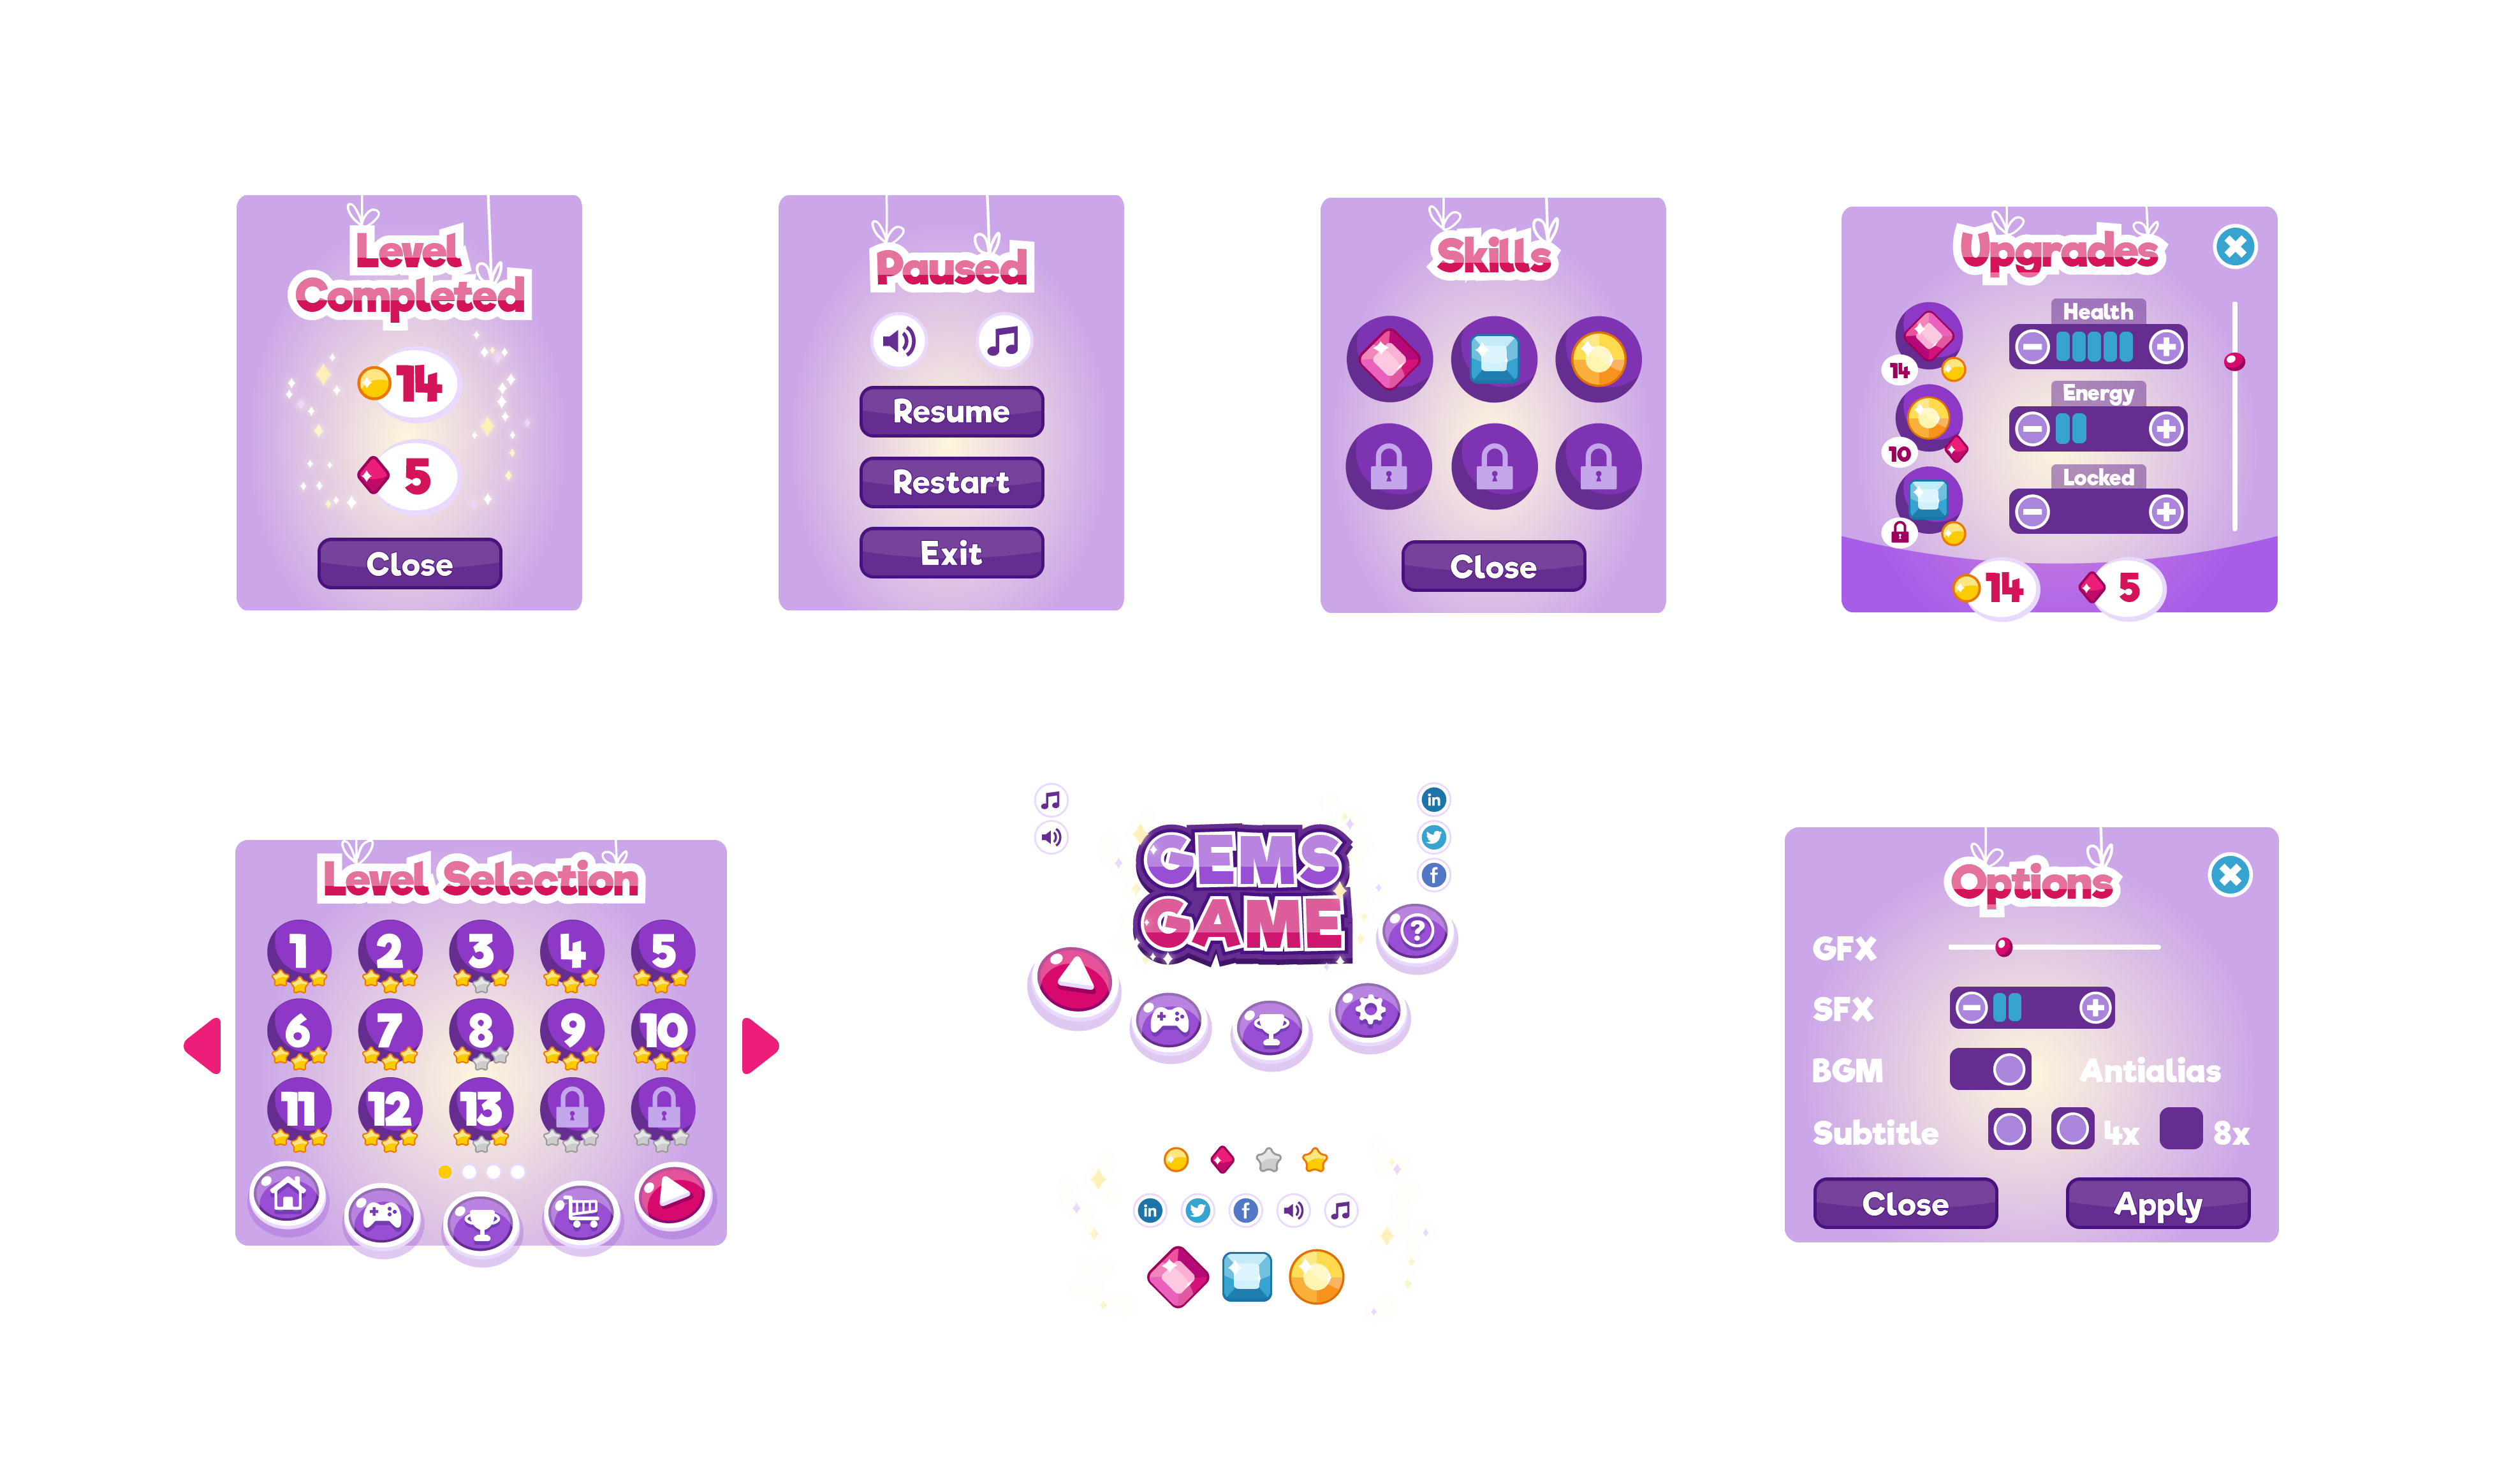 Level
Completed
14
5
Close
Paused
Resume
Restart
Exit
Skills
Close
Upgrades
Health
14
Energy
10
Locked
14 5
Level Selection
1 2 3 4 5
6 7 8 9 10
11 12 13
in
GEMS
f
GAME
?
in f
Options
GFX
SFX
BGM Antialias
Subtitle 4x 8x
Close Apply